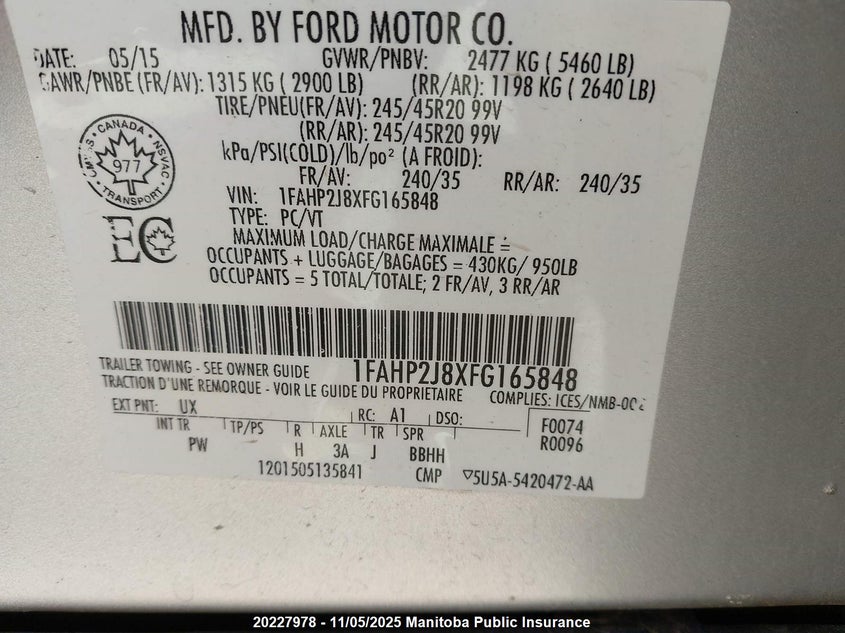 MFD. BY FORD MOTOR CO.
DATE: 05/15 GVWR/PNBV: 2477 KG ( 5460 LB)
GAWR/PNBE (FR/AV): 1315 KG ( 2900 LB) (RR/AR): 1198 KG ( 2640 LB)
TIRE/PNEU(FR/AV): 245/45R20 99V
(RR/AR): 245/45R20 99V
kPa/PSI(COLD)/lb/po² (A FROID):
FR/AV: 240/35 RR/AR: 240/35
CANADA
977
TRANSPORT
NSVAC
VIN: 1FAHP2J8XFG165848
TYPE: PC/VT
EC
MAXIMUM LOAD/CHARGE MAXIMALE =
OCCUPANTS + LUGGAGE/BAGAGES = 430KG/ 950LB
OCCUPANTS = 5 TOTAL/TOTALE; 2 FR/AV, 3 RR/AR
TRAILER TOWING - SEE OWNER GUIDE 1FAHP2J8XFG165848
TRACTION D'UNE REMORQUE - VOIR LE GUIDE DU PROPRIETAIRE COMPLIES: ICES/NMB-002
EXT PNT: UX RC: A1 DSO:
INT TR TP/PS R AXLE TR SPR F0074
PW H 3A J BBHH R0096
1201505135841 CMP ▽5U5A-5420472-AA
20227978 - 11/05/2025 Manitoba Public Insurance